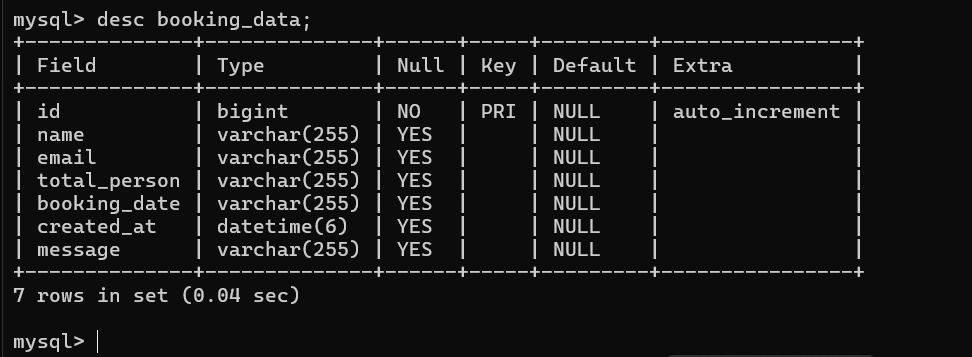 mysql> desc booking_data;
+--------------+--------------+------+-----+---------+----------------+
| Field        | Type         | Null | Key | Default | Extra          |
+--------------+--------------+------+-----+---------+----------------+
| id           | bigint       | NO   | PRI | NULL    | auto_increment |
| name         | varchar(255) | YES  |     | NULL    |                |
| email        | varchar(255) | YES  |     | NULL    |                |
| total_person | varchar(255) | YES  |     | NULL    |                |
| booking_date | varchar(255) | YES  |     | NULL    |                |
| created_at   | datetime(6)  | YES  |     | NULL    |                |
| message      | varchar(255) | YES  |     | NULL    |                |
+--------------+--------------+------+-----+---------+----------------+
7 rows in set (0.04 sec)
mysql>